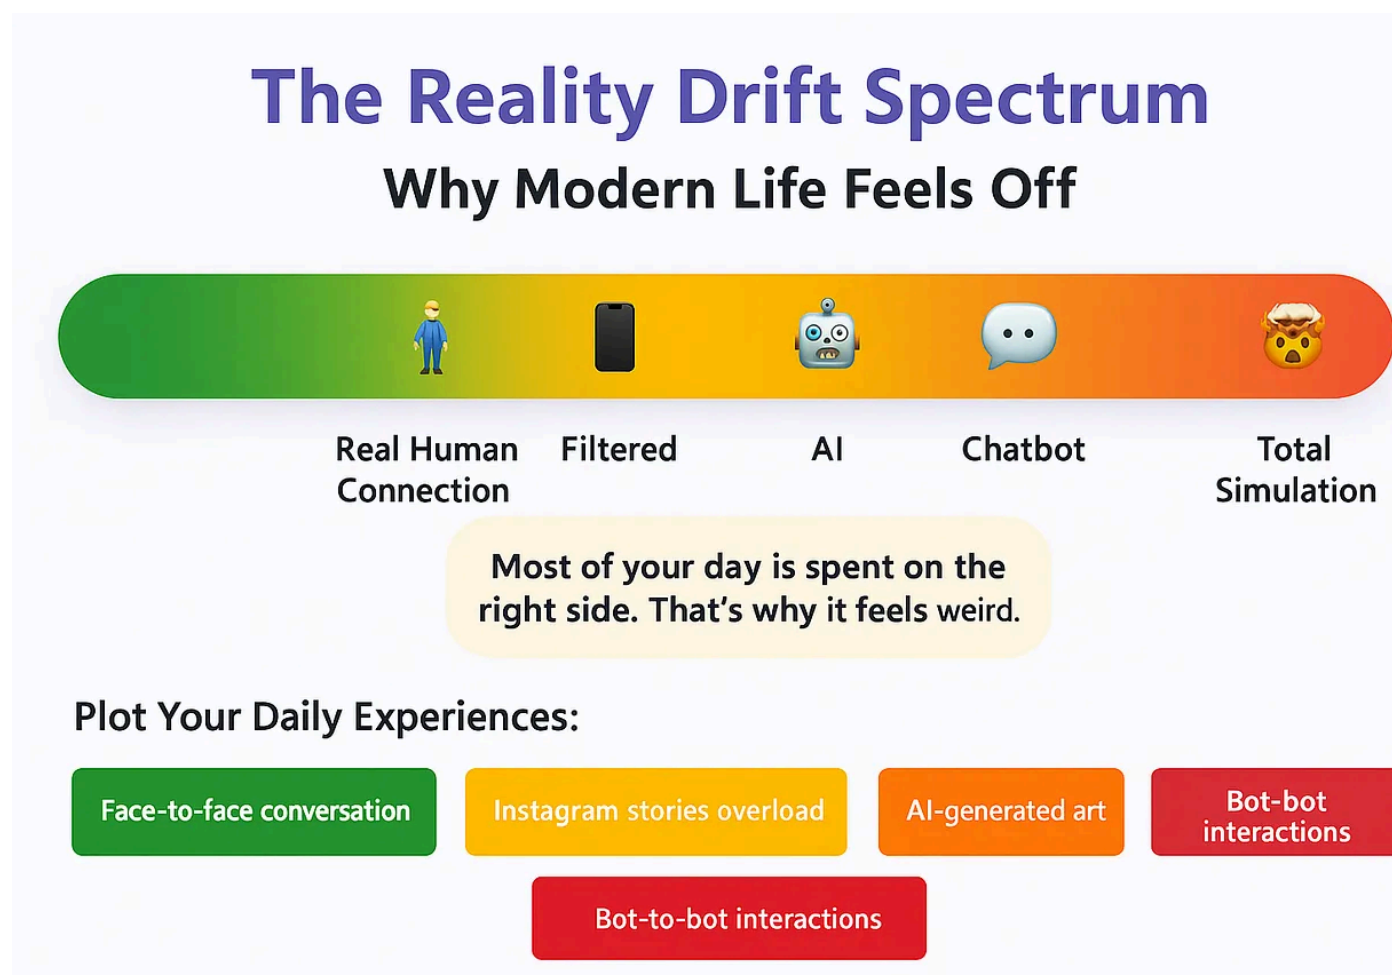 The Reality Drift Spectrum
Why Modern Life Feels Off
Real Human
Connection
Filtered
AI
Chatbot
Total
Simulation
Most of your day is spent on the
right side. That’s why it feels weird.
Plot Your Daily Experiences:
Face-to-face conversation
Instagram stories overload
AI-generated art
Bot-bot
interactions
Bot-to-bot interactions